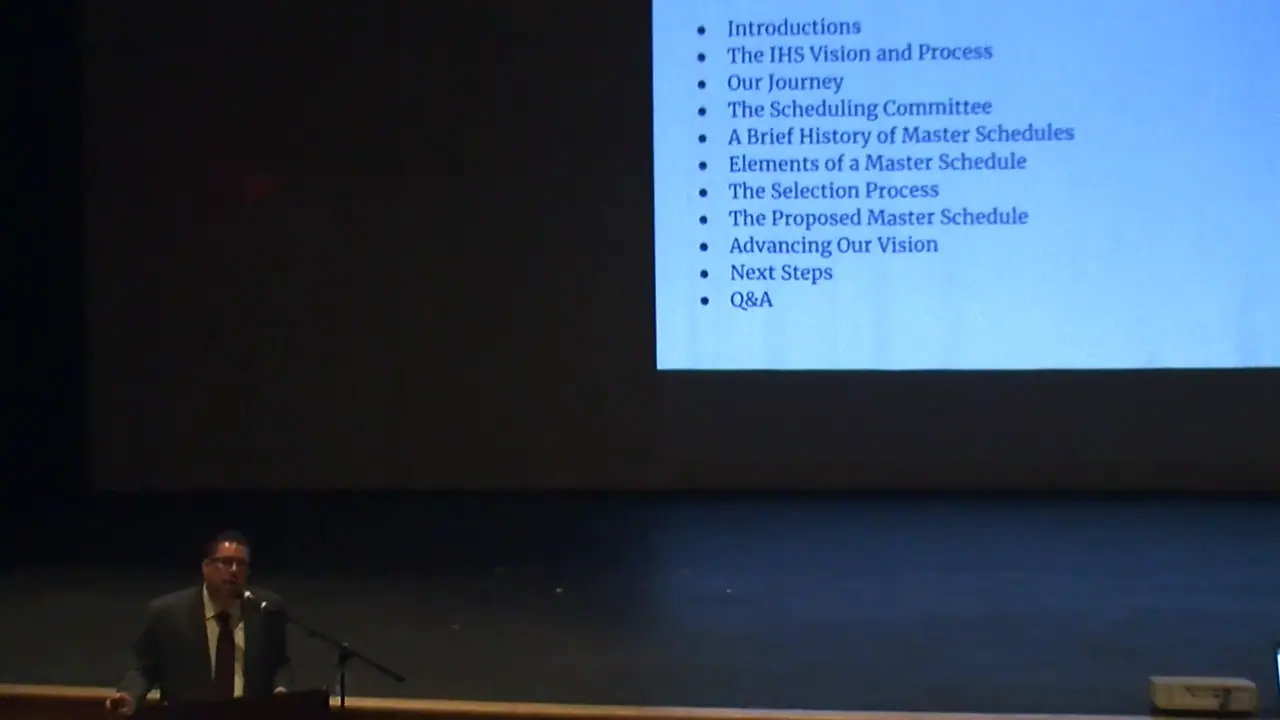 • Introductions
• The IHS Vision and Process
• Our Journey
• The Scheduling Committee
• A Brief History of Master Schedules
• Elements of a Master Schedule
• The Selection Process
• The Proposed Master Schedule
• Advancing Our Vision
• Next Steps
• Q&A